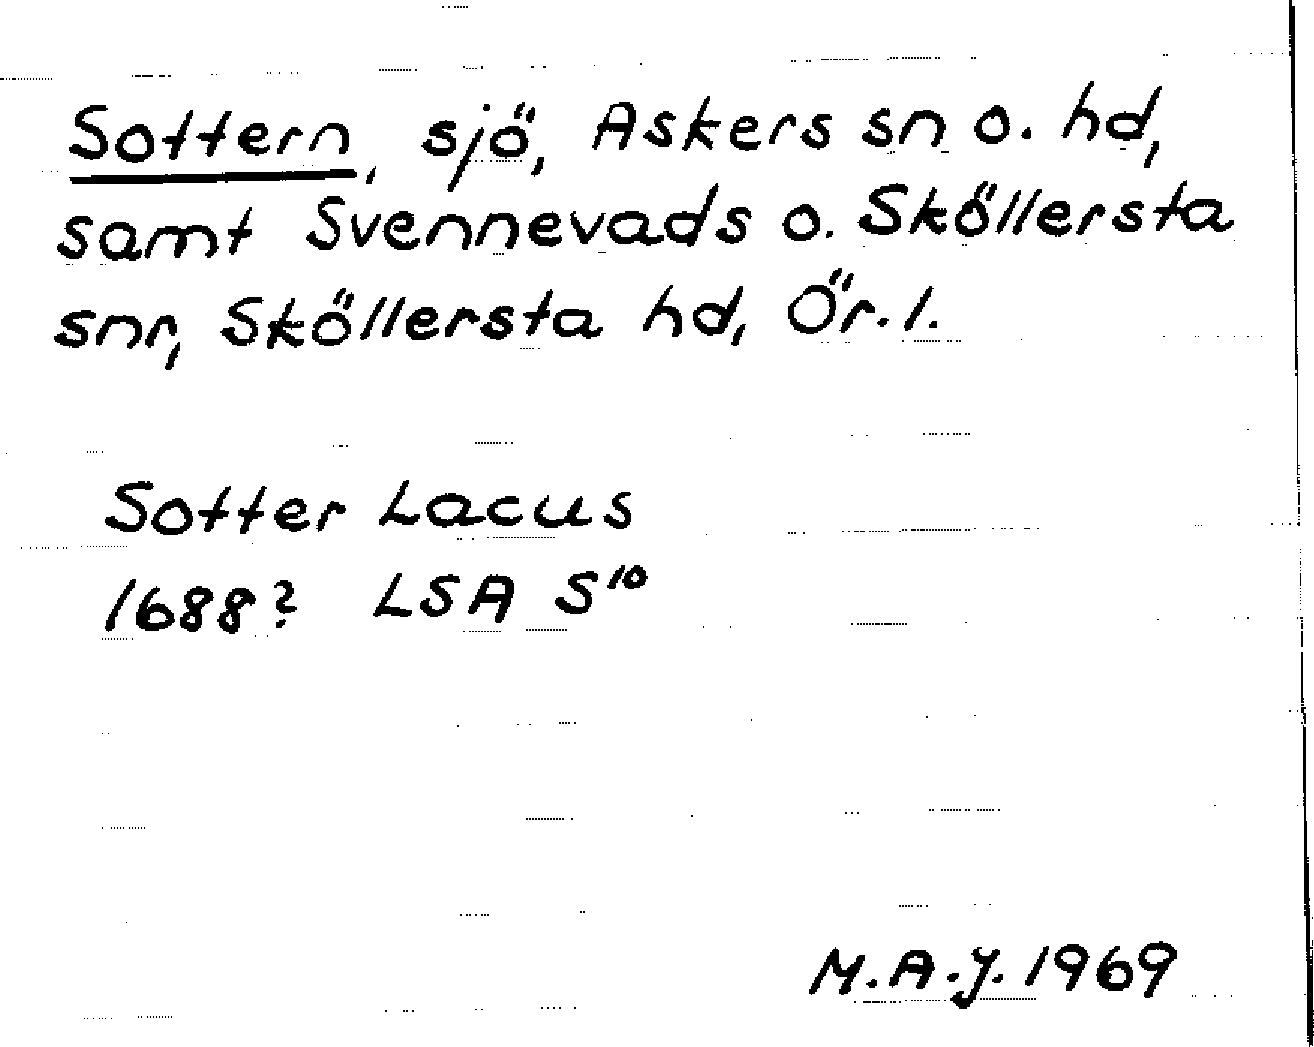 Sottern, sjö, Askers sn o. hd,
samt Svennevads o. Sköllersta
snr, Sköllersta hd, Ör. l.
Sotter Lacus
1688? LSA S¹⁰
M.A.J. 1969